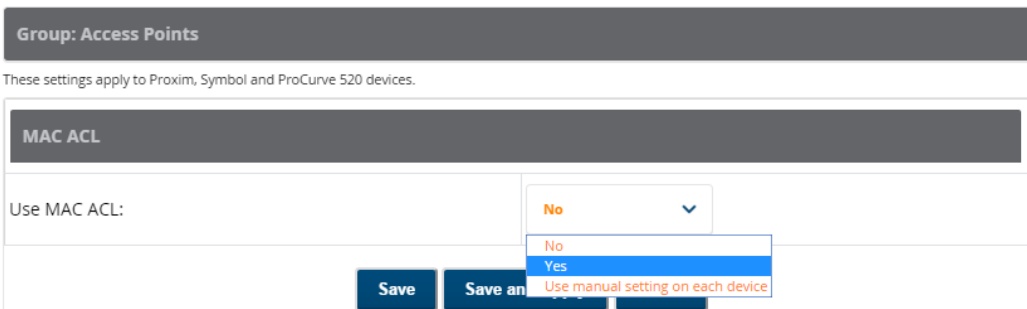 Group: Access Points
These settings apply to Proxim, Symbol and ProCurve 520 devices.
MAC ACL
Use MAC ACL:
No
No
Yes
Use manual setting on each device
Save
Save an